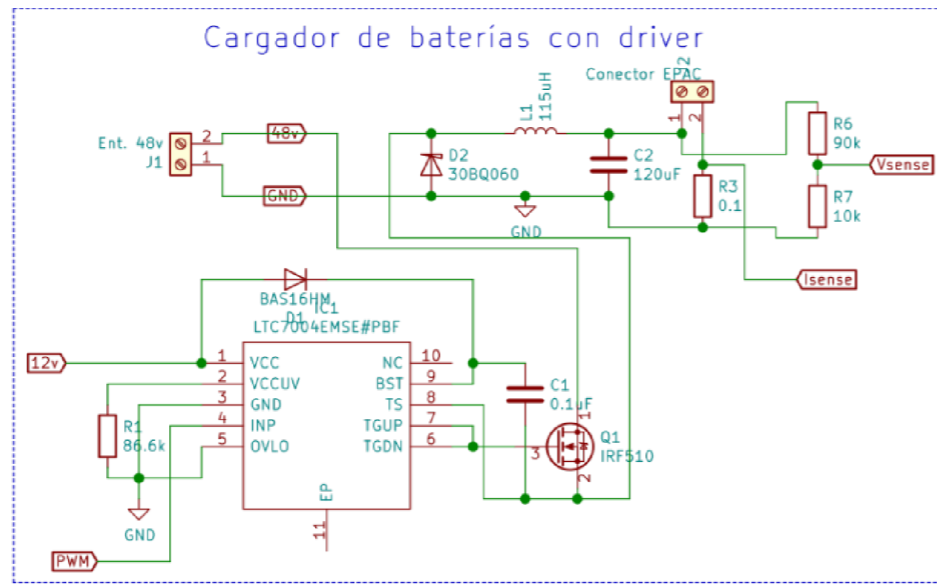 Cargador de baterías con driver
Conector EPAC
J2
1
2
L1
115uH
Ent. 48v
J1
2
1
48v
GND
D2
30BQ060
C2
120uF
GND
R3
0.1
R6
90k
Vsense
R7
10k
Isense
BAS16HM
D1
IC1
LTC7004EMSE#PBF
12v
1
VCC
NC
10
2
VCCUV
BST
9
3
GND
TS
8
4
INP
TGUP
7
5
OVLO
TGDN
6
EP
11
R1
86.6k
GND
PWM
C1
0.1uF
1
3
2
Q1
IRF510